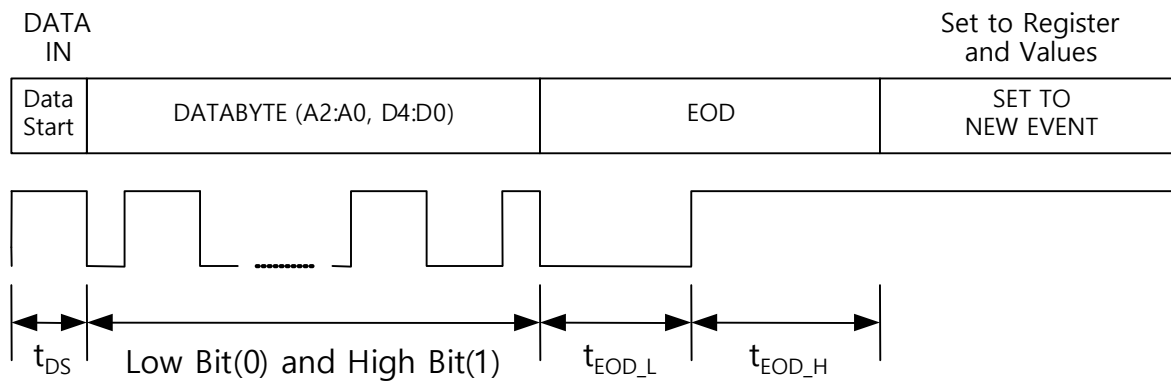 DATA
IN
Set to Register
and Values
Data
Start
DATABYTE (A2:A0, D4:D0)
EOD
SET TO
NEW EVENT
tDS
Low Bit(0) and High Bit(1)
tEOD_L
tEOD_H